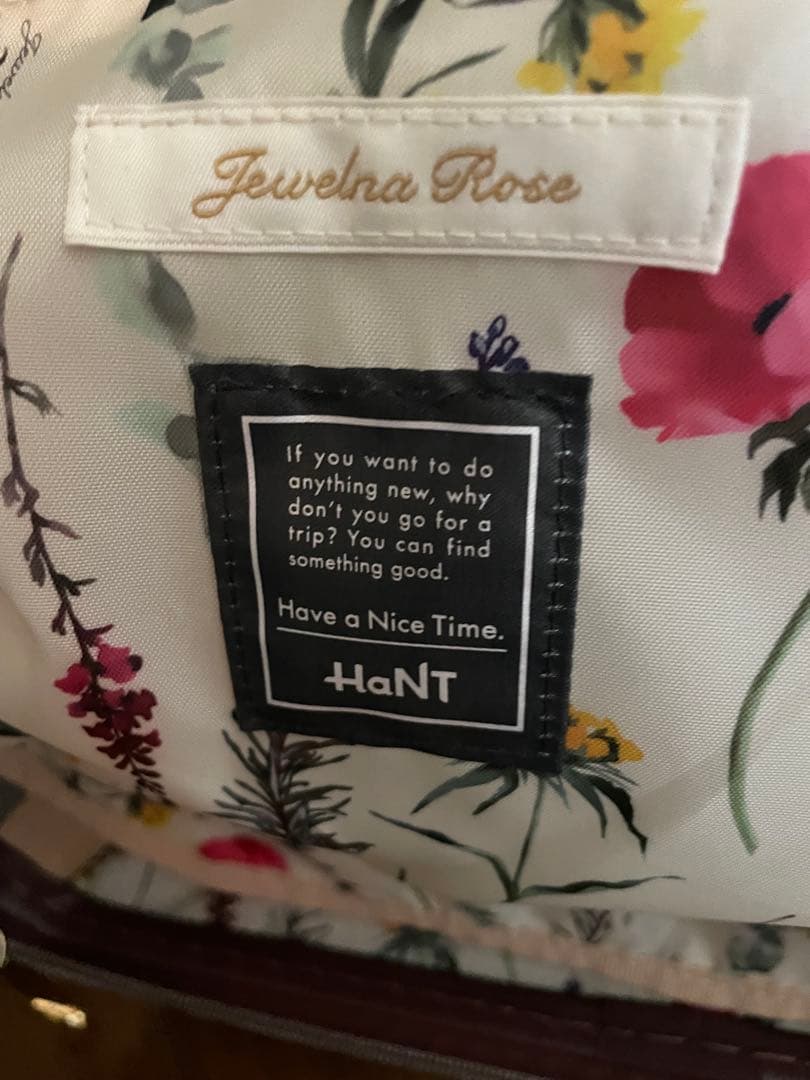 Jewelna Rose
If you want to do
anything new, why
don't you go for a
trip? You can find
something good.
Have a Nice Time.
HaNT